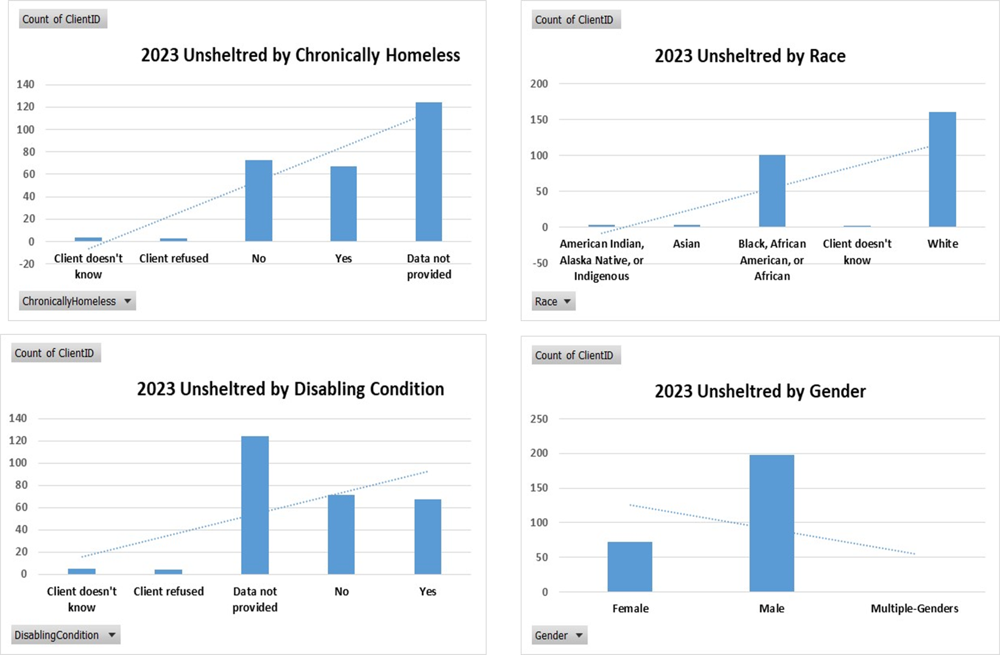 Count of ClientID
2023 Unsheltred by Chronically Homeless
140
120
100
80
60
40
20
0
-20
Client doesn't know
Client refused
No
Yes
Data not provided
ChronicallyHomeless
Count of ClientID
2023 Unsheltred by Race
200
150
100
50
0
-50
American Indian, Alaska Native, or Indigenous
Asian
Black, African American, or African
Client doesn't know
White
Race
Count of ClientID
2023 Unsheltred by Disabling Condition
140
120
100
80
60
40
20
0
Client doesn't know
Client refused
Data not provided
No
Yes
DisablingCondition
Count of ClientID
2023 Unsheltred by Gender
250
200
150
100
50
0
Female
Male
Multiple-Genders
Gender